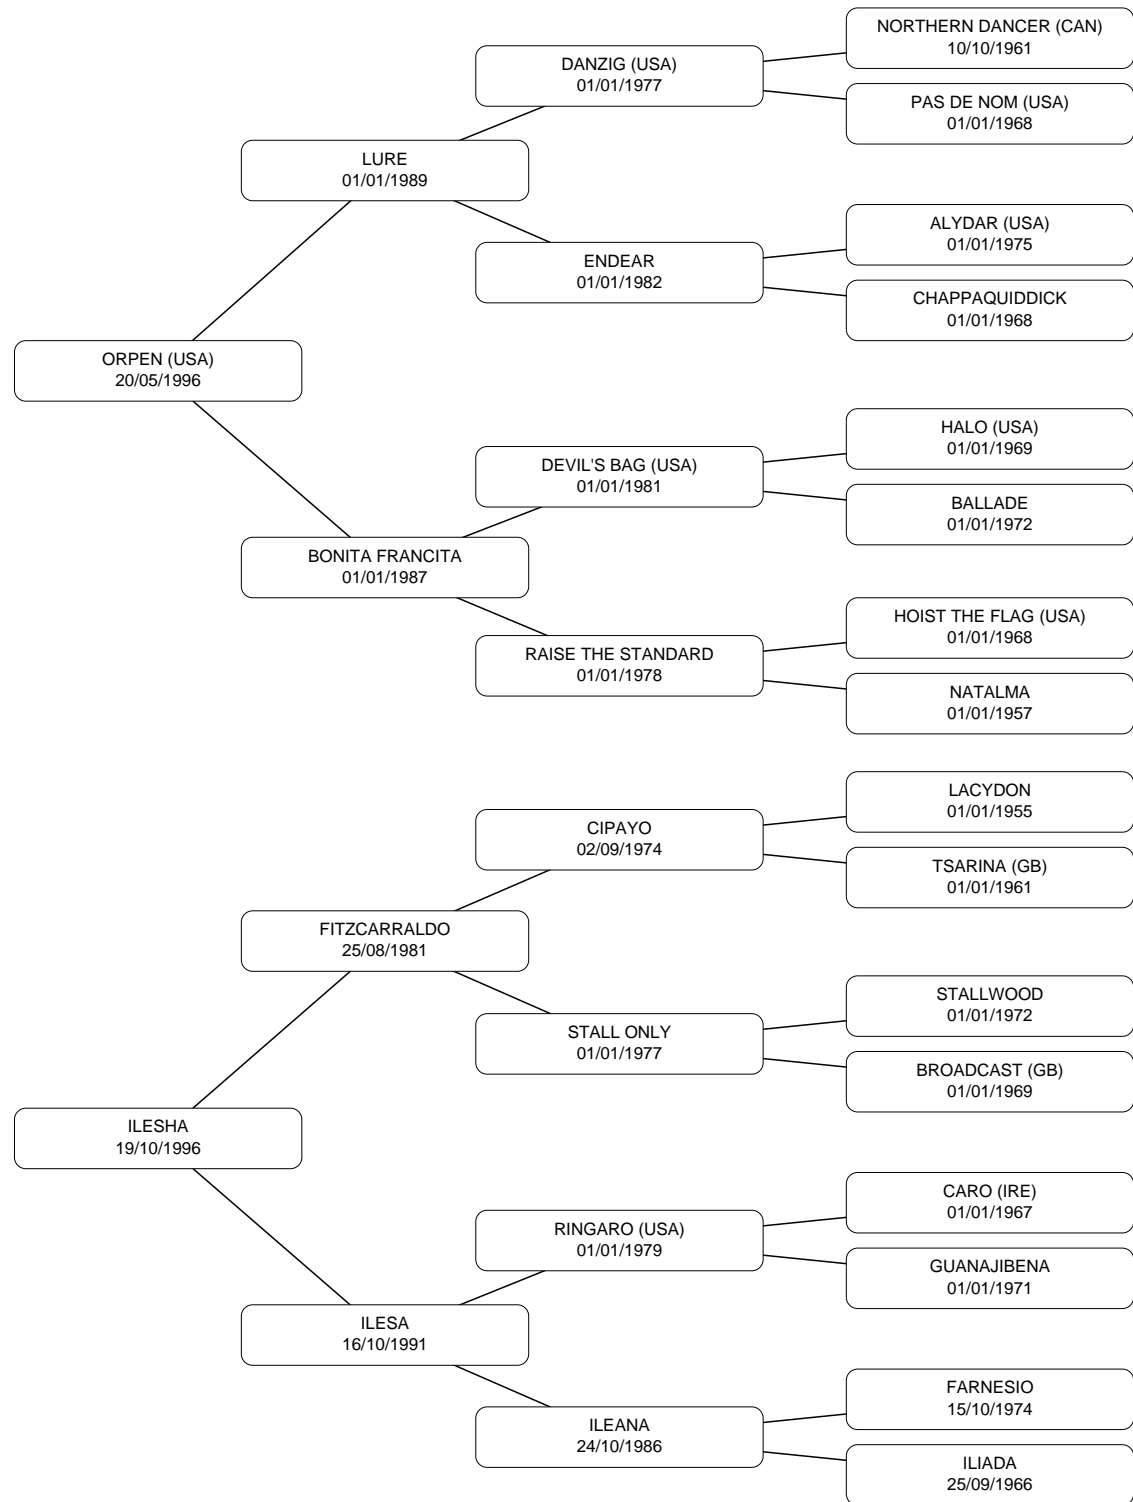 NORTHERN DANCER (CAN)
10/10/1961
DANZIG (USA)
01/01/1977
PAS DE NOM (USA)
01/01/1968
LURE
01/01/1989
ALYDAR (USA)
01/01/1975
ENDEAR
01/01/1982
CHAPPAQUIDDICK
01/01/1968
ORPEN (USA)
20/05/1996
HALO (USA)
01/01/1969
DEVIL'S BAG (USA)
01/01/1981
BALLADE
01/01/1972
BONITA FRANCITA
01/01/1987
HOIST THE FLAG (USA)
01/01/1968
RAISE THE STANDARD
01/01/1978
NATALMA
01/01/1957
LACYDON
01/01/1955
CIPAYO
02/09/1974
TSARINA (GB)
01/01/1961
FITZCARRALDO
25/08/1981
STALLWOOD
01/01/1972
STALL ONLY
01/01/1977
BROADCAST (GB)
01/01/1969
ILESHA
19/10/1996
CARO (IRE)
01/01/1967
RINGARO (USA)
01/01/1979
GUANAJIBENA
01/01/1971
ILESA
16/10/1991
FARNESIO
15/10/1974
ILEANA
24/10/1986
ILIADA
25/09/1966